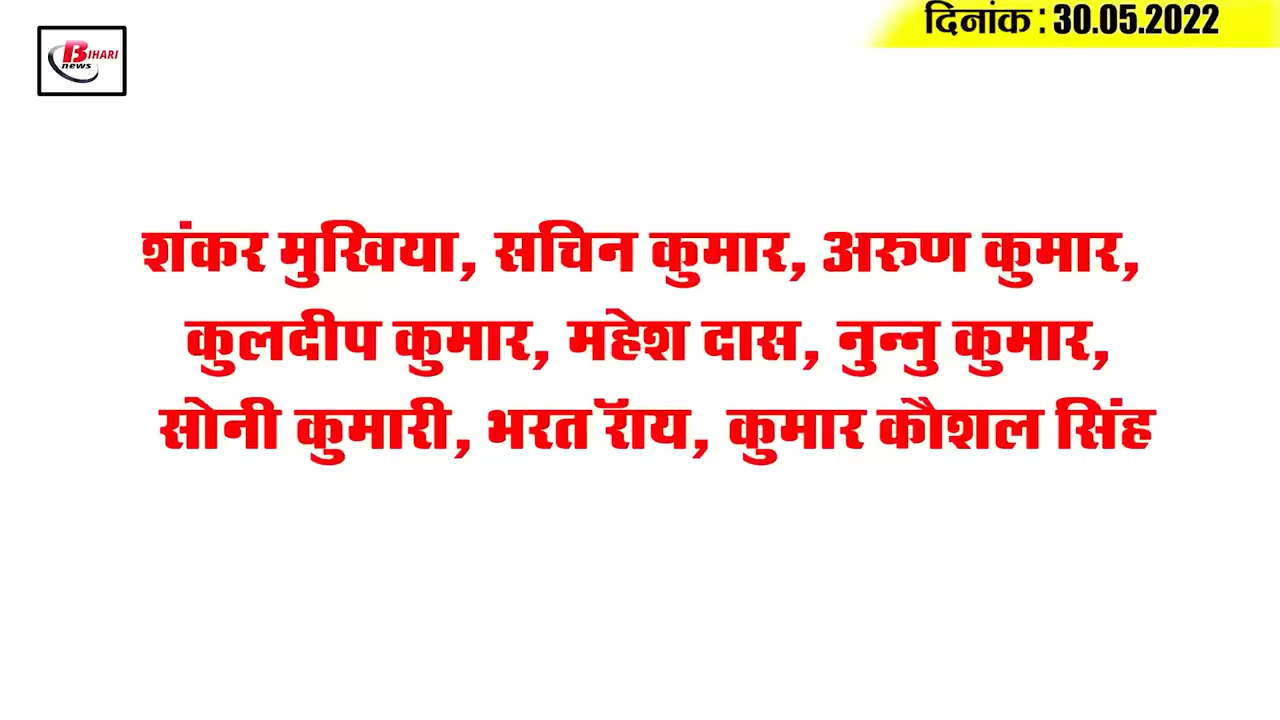 दिनांक : 30.05.2022
BIHARI
news
शंकर मुखिया, सचिन कुमार, अरुण कुमार,
कुलदीप कुमार, महेश दास, नुन्नु कुमार,
सोनी कुमारी, भरत रॅाय, कुमार कौशल सिंह